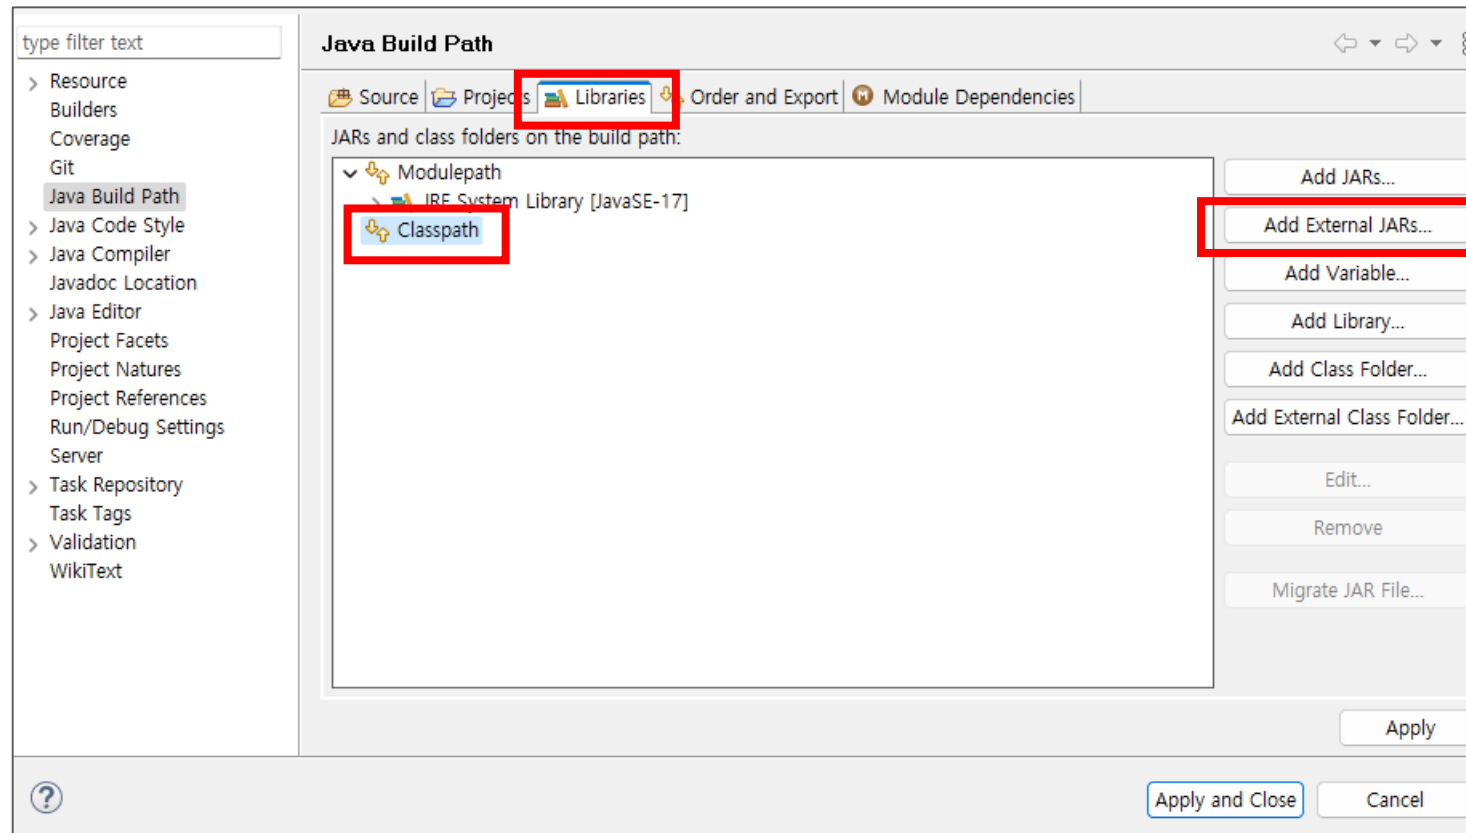 type filter text
Resource
Builders
Coverage
Git
Java Build Path
Java Code Style
Java Compiler
Javadoc Location
Java Editor
Project Facets
Project Natures
Project References
Run/Debug Settings
Server
Task Repository
Task Tags
Validation
WikiText
Java Build Path
Source
Projects
Libraries
Order and Export
Module Dependencies
JARs and class folders on the build path:
Modulepath
JRE System Library [JavaSE-17]
Classpath
Add JARs...
Add External JARs...
Add Variable...
Add Library...
Add Class Folder...
Add External Class Folder...
Edit...
Remove
Migrate JAR File...
Apply
Apply and Close
Cancel